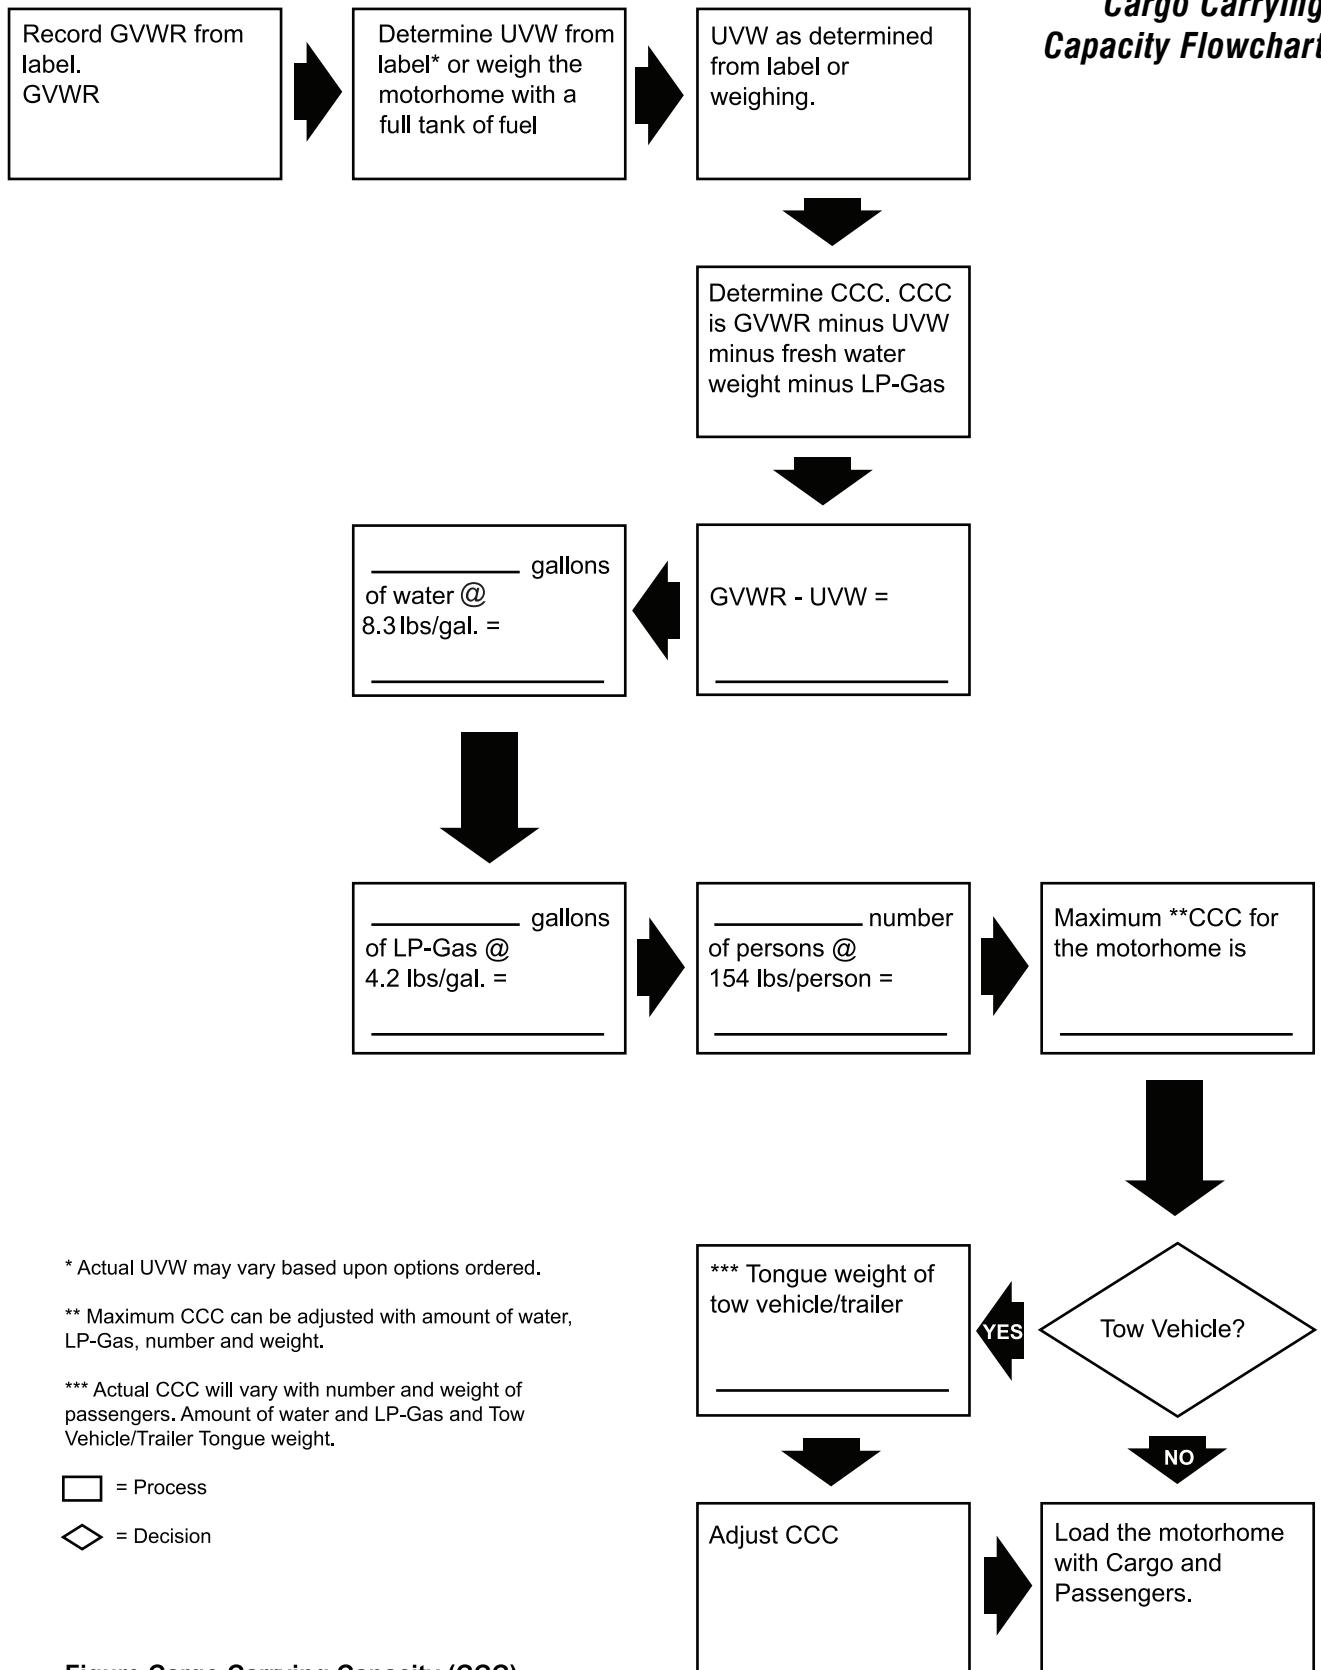 Cargo Carrying
Capacity Flowchart
Record GVWR from
label.
GVWR
Determine UVW from
label* or weigh the
motorhome with a
full tank of fuel
UVW as determined
from label or
weighing.
Determine CCC. CCC
is GVWR minus UVW
minus fresh water
weight minus LP-Gas
GVWR - UVW =
gallons
of water @
8.3 lbs/gal. =
gallons
of LP-Gas @
4.2 lbs/gal. =
number
of persons @
154 lbs/person =
Maximum **CCC for
the motorhome is
Tow Vehicle?
YES
*** Tongue weight of
tow vehicle/trailer
NO
Adjust CCC
Load the motorhome
with Cargo and
Passengers.
* Actual UVW may vary based upon options ordered.
** Maximum CCC can be adjusted with amount of water,
LP-Gas, number and weight.
*** Actual CCC will vary with number and weight of
passengers. Amount of water and LP-Gas and Tow
Vehicle/Trailer Tongue weight.
= Process
= Decision
Figure Cargo Carrying Capacity (CCC)